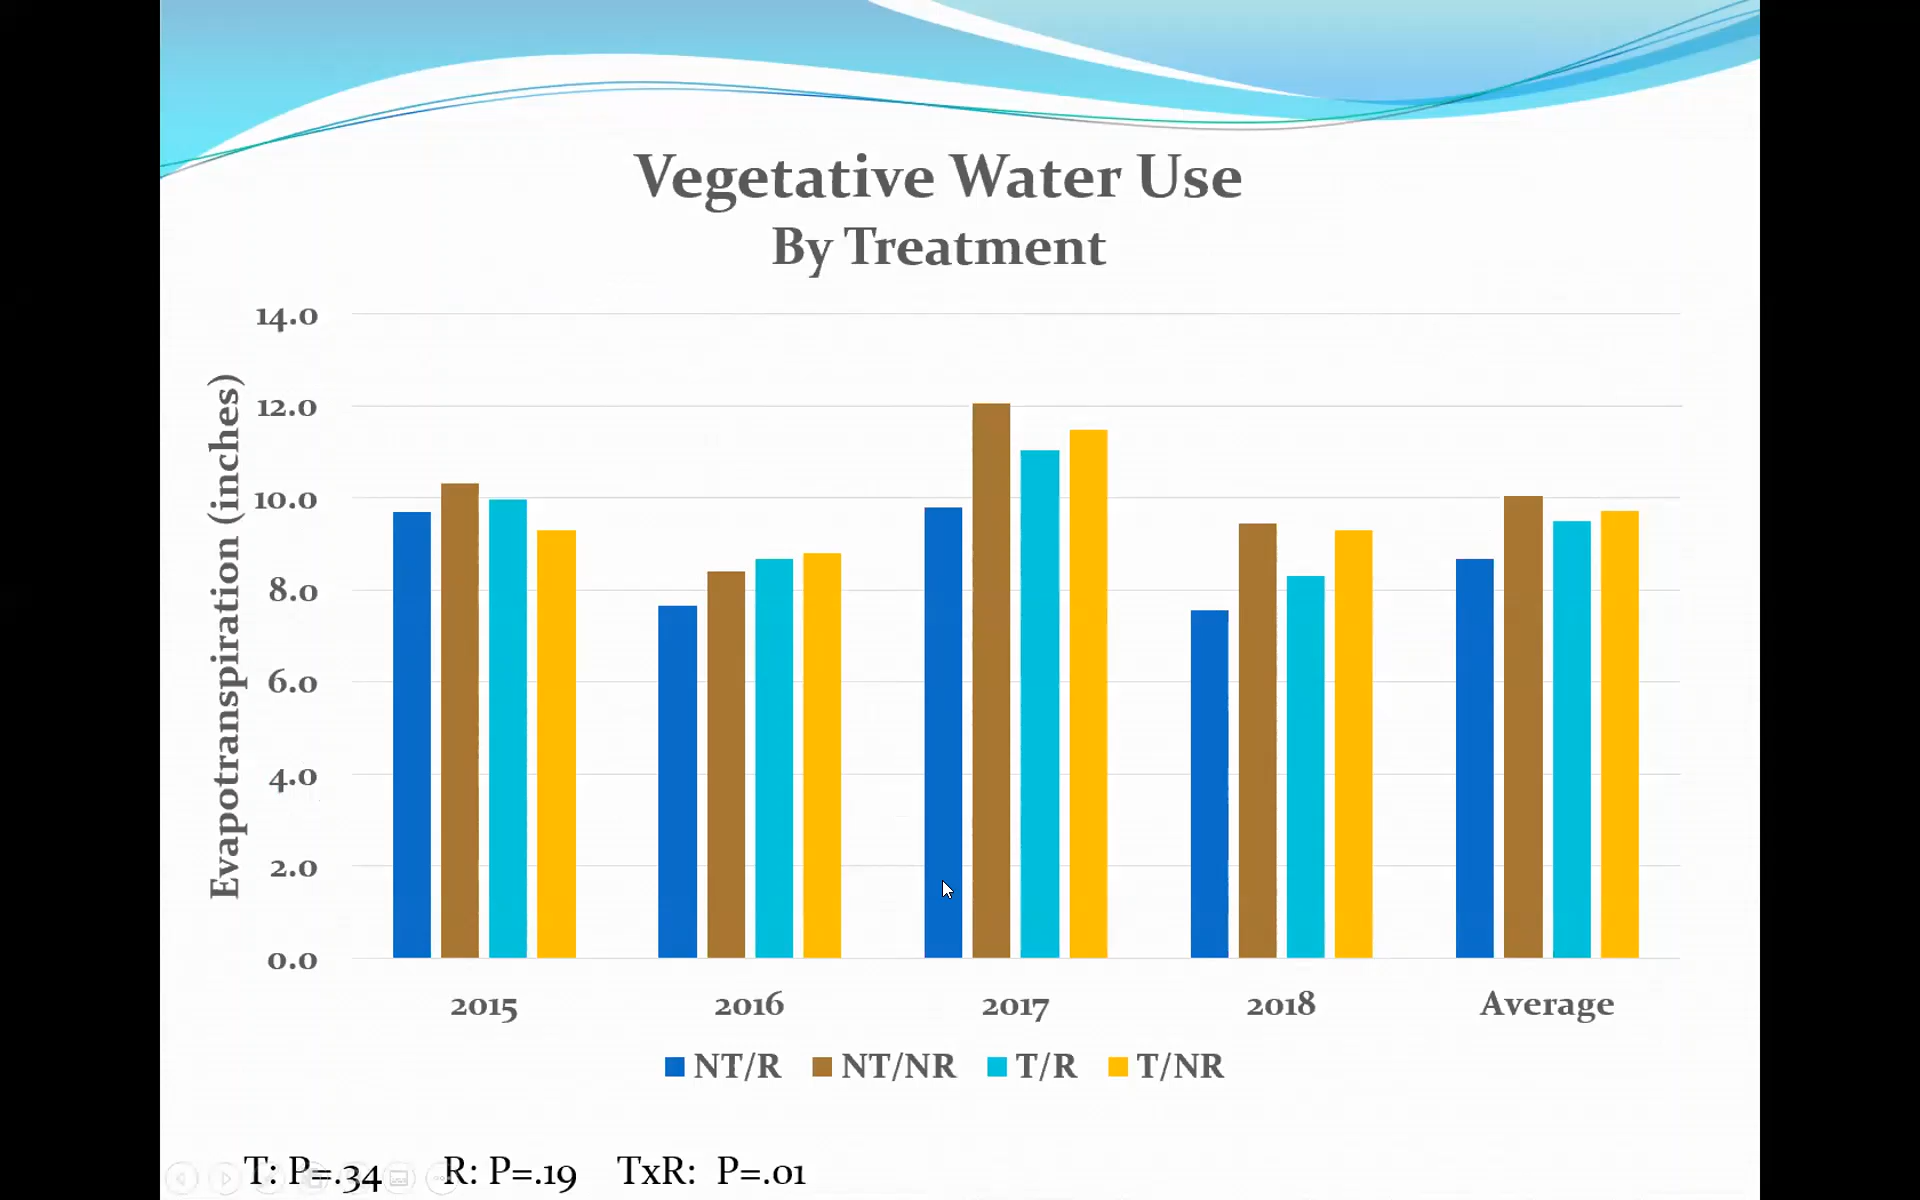 Vegetative Water Use
By Treatment
Evapotranspiration (inches)
14.0
12.0
10.0
8.0
6.0
4.0
2.0
0.0
2015 2016 2017 2018 Average
NT/R NT/NR T/R T/NR
T: P=.34 R: P=.19 TxR: P=.01